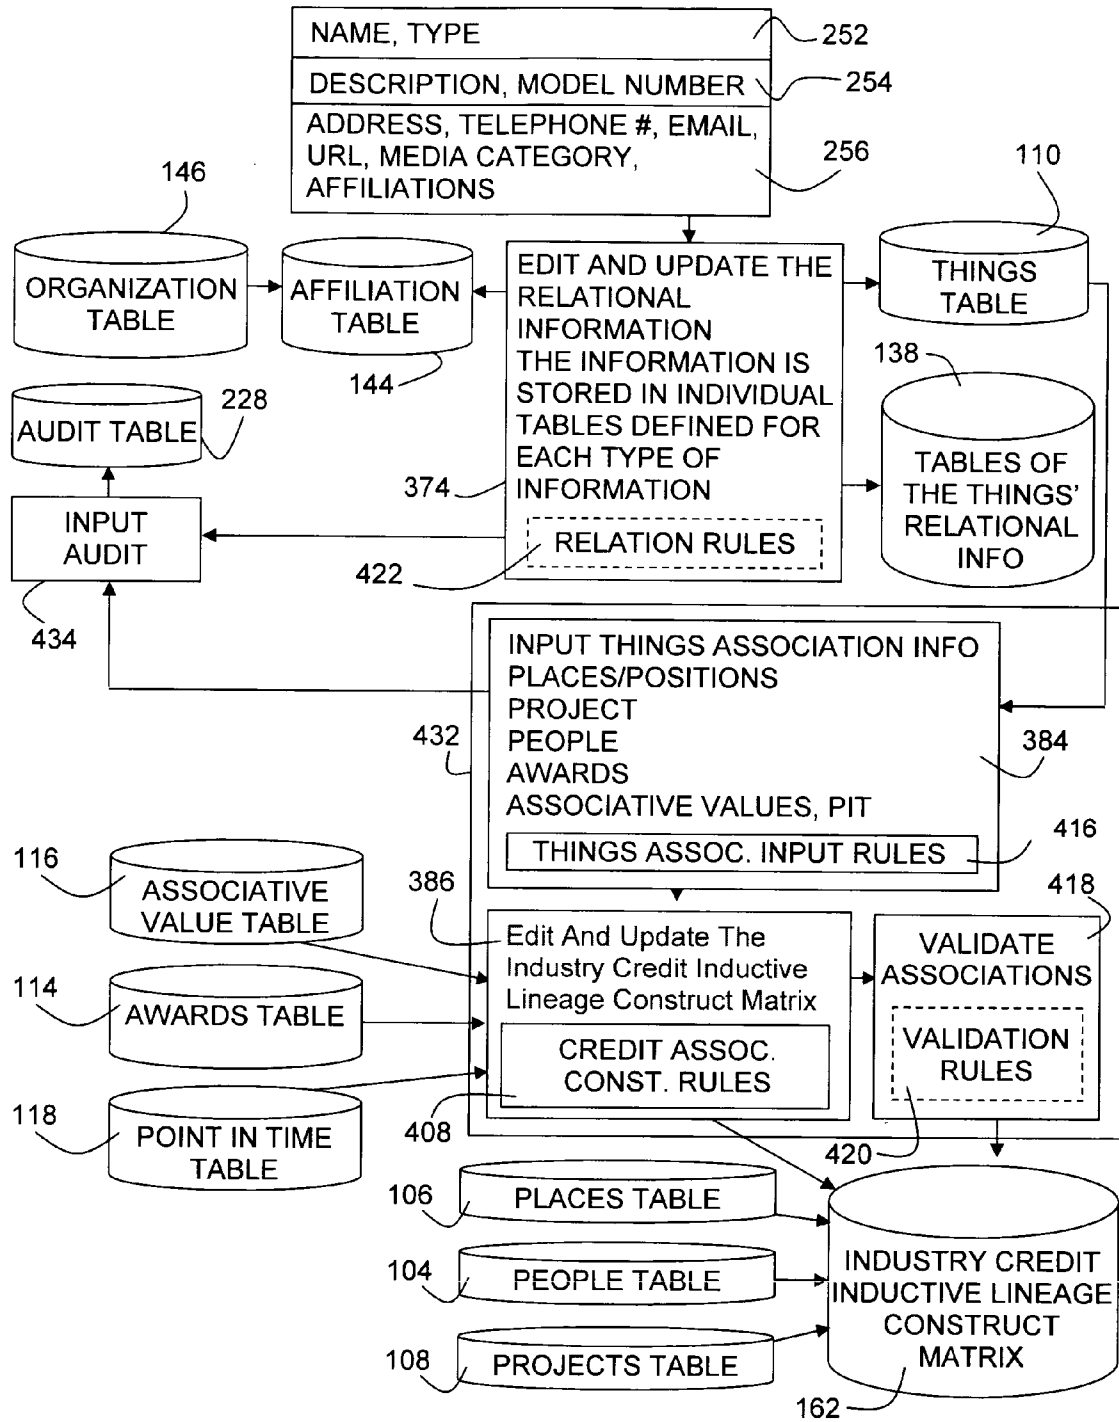 NAME, TYPE
252
DESCRIPTION, MODEL NUMBER
254
ADDRESS, TELEPHONE #, EMAIL,
URL, MEDIA CATEGORY,
AFFILIATIONS
256
146
110
ORGANIZATION
TABLE
AFFILIATION
TABLE
144
EDIT AND UPDATE THE
RELATIONAL
INFORMATION
THE INFORMATION IS
STORED IN INDIVIDUAL
TABLES DEFINED FOR
EACH TYPE OF
INFORMATION
374
RELATION RULES
422
THINGS
TABLE
138
TABLES OF
THE THINGS’
RELATIONAL
INFO
228
AUDIT TABLE
INPUT
AUDIT
434
INPUT THINGS ASSOCIATION INFO
PLACES/POSITIONS
PROJECT
PEOPLE
AWARDS
ASSOCIATIVE VALUES, PIT
432
384
THINGS ASSOC. INPUT RULES
416
116
ASSOCIATIVE
VALUE TABLE
386
Edit And Update The
Industry Credit Inductive
Lineage Construct Matrix
418
VALIDATE
ASSOCIATIONS
114
AWARDS TABLE
CREDIT ASSOC.
CONST. RULES
408
VALIDATION
RULES
420
118
POINT IN TIME
TABLE
106
PLACES TABLE
104
PEOPLE TABLE
108
PROJECTS TABLE
INDUSTRY CREDIT
INDUCTIVE LINEAGE
CONSTRUCT
MATRIX
162